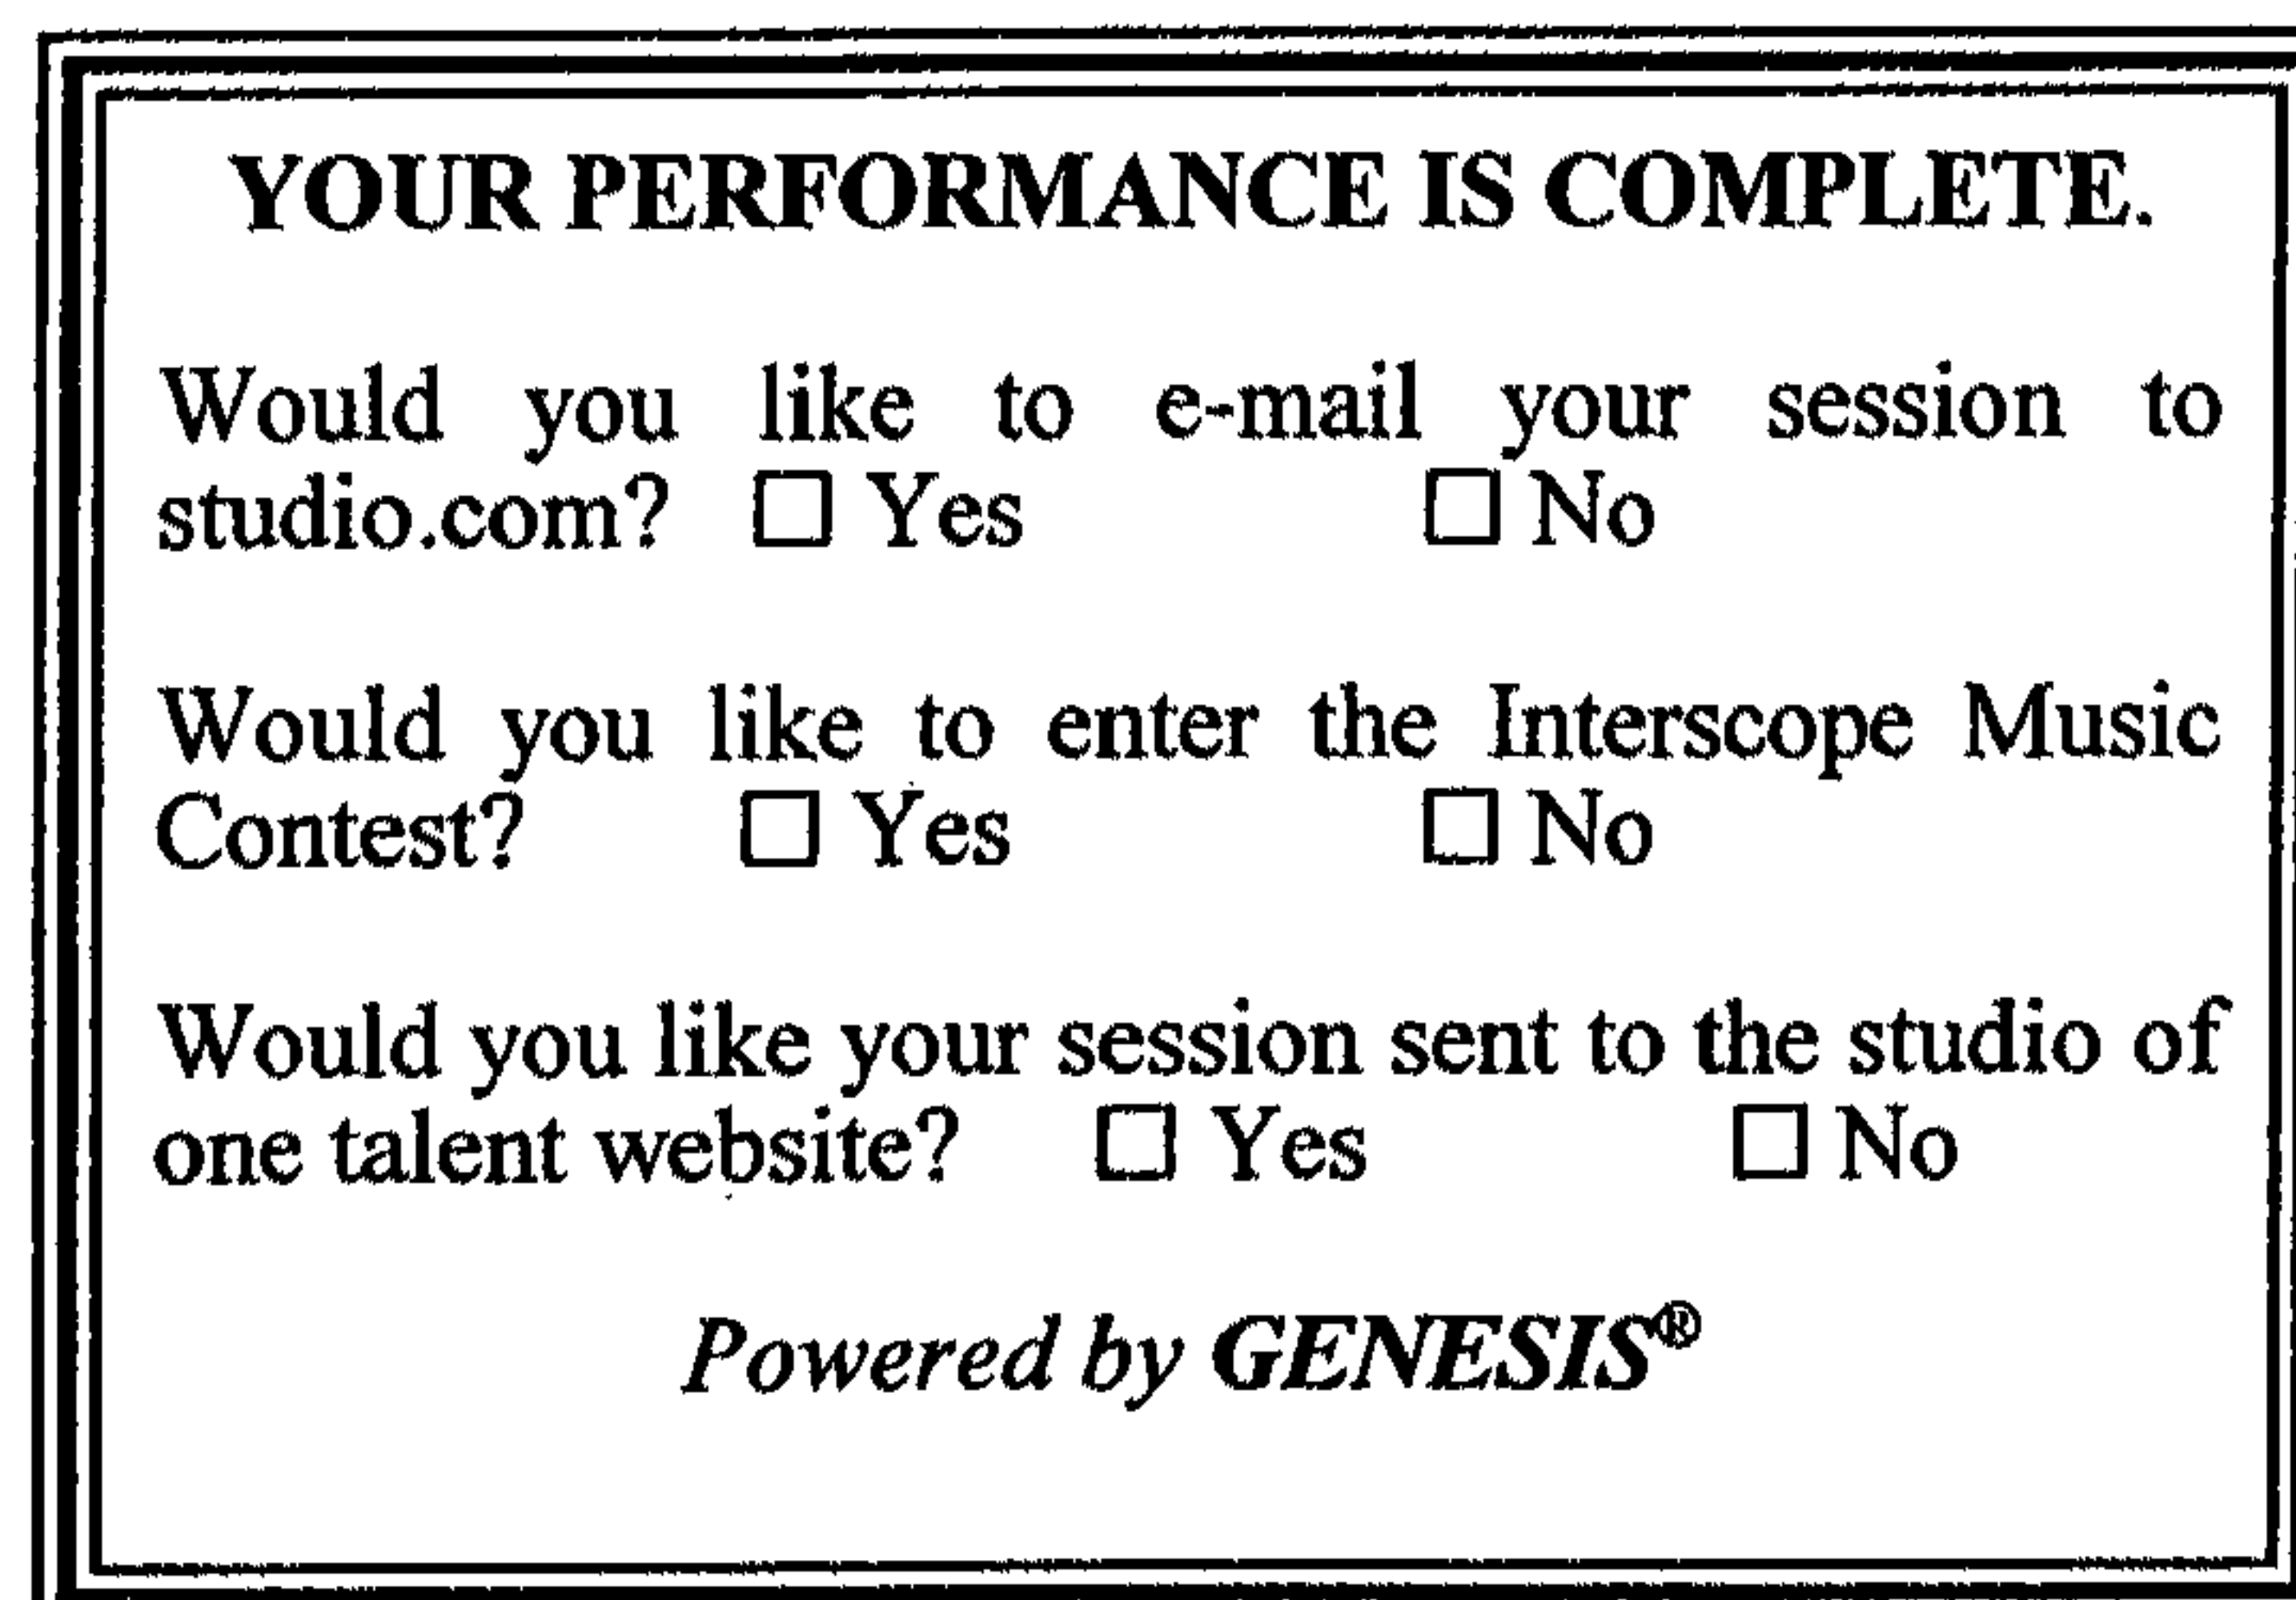 YOUR PERFORMANCE IS COMPLETE.
Would you like to e-mail your session to
studio.com? ☐ Yes ☐ No
Would you like to enter the Interscope Music
Contest? ☐ Yes ☐ No
Would you like your session sent to the studio of
one talent website? ☐ Yes ☐ No
Powered by GENESIS®